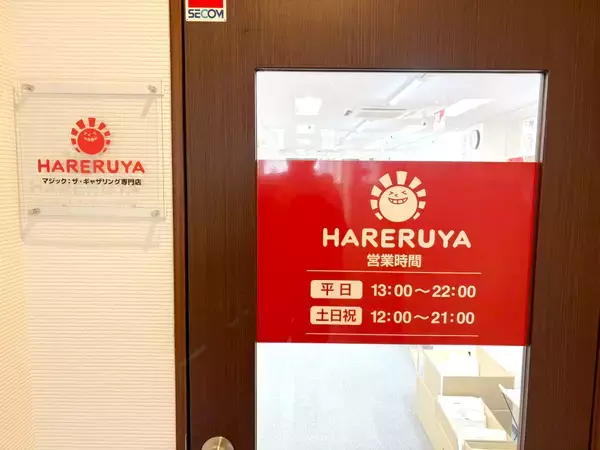 SECOM
HARERUYA
マジック:ザ・ギャザリング専門店
HARERUYA
営業時間
平日 13:00～22:00
土日祝 12:00～21:00